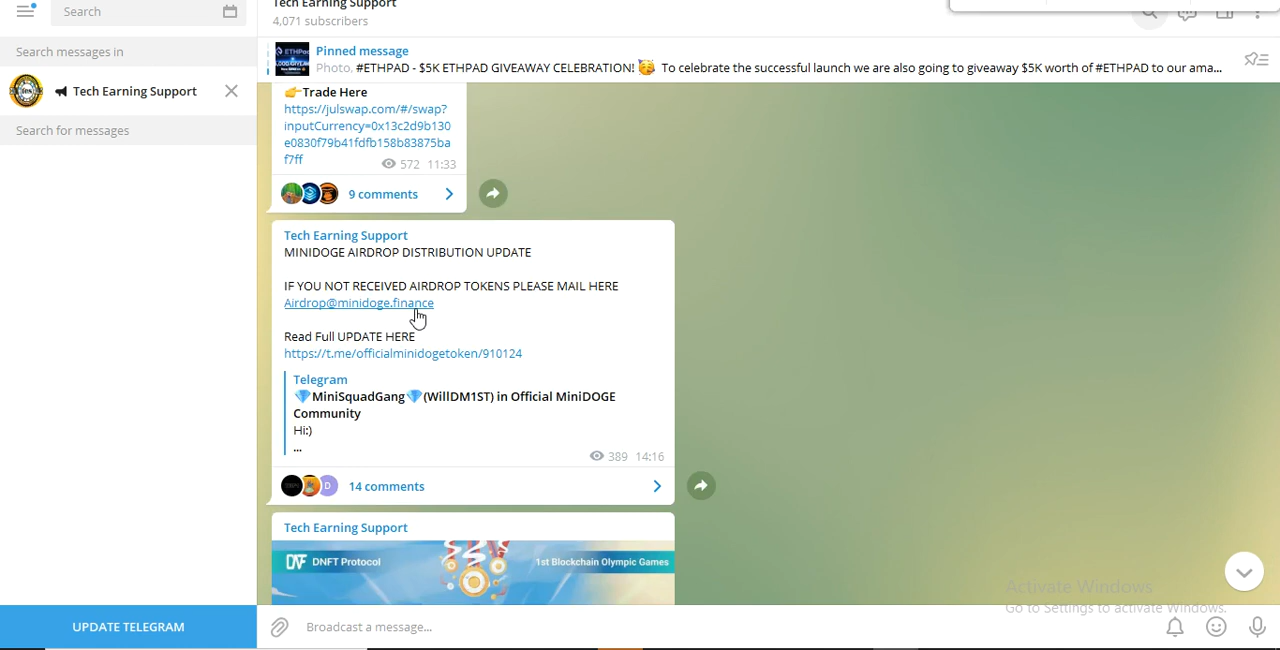 Tech Earning Support
4,071 subscribers
Search
Pinned message
Photo, #ETHPAD - $5K ETHPAD GIVEAWAY CELEBRATION! 🥳 To celebrate the successful launch we are also going to giveaway $5K worth of #ETHPAD to our ama...
Search messages in
Tech Earning Support
Search for messages
👉Trade Here
https://julswap.com/#/swap?
inputCurrency=0x13c2d9b130
e0830f79b41fdfb158b83875ba
f7ff
572 11:33
9 comments
Tech Earning Support
MINIDOGE AIRDROP DISTRIBUTION UPDATE
IF YOU NOT RECEIVED AIRDROP TOKENS PLEASE MAIL HERE
Airdrop@minidoge.finance
Read Full UPDATE HERE
https://t.me/officialminidogetoken/910124
Telegram
💎MiniSquadGang💎(WillDM1ST) in Official MiniDOGE
Community
Hi:)
...
389 14:16
D
14 comments
Tech Earning Support
DNFT Protocol
1st Blockchain Olympic Games
Activate Windows
Go to Settings to activate Windows.
UPDATE TELEGRAM
Broadcast a message...